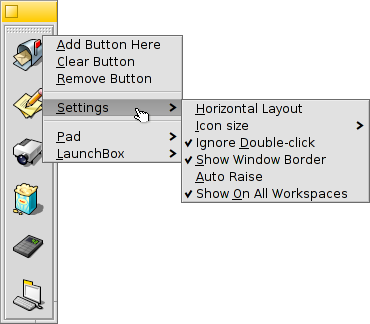 Add Button Here
Clear Button
Remove Button
Settings
Pad
LaunchBox
Horizontal Layout
Icon size
Ignore Double-click
Show Window Border
Auto Raise
Show On All Workspaces